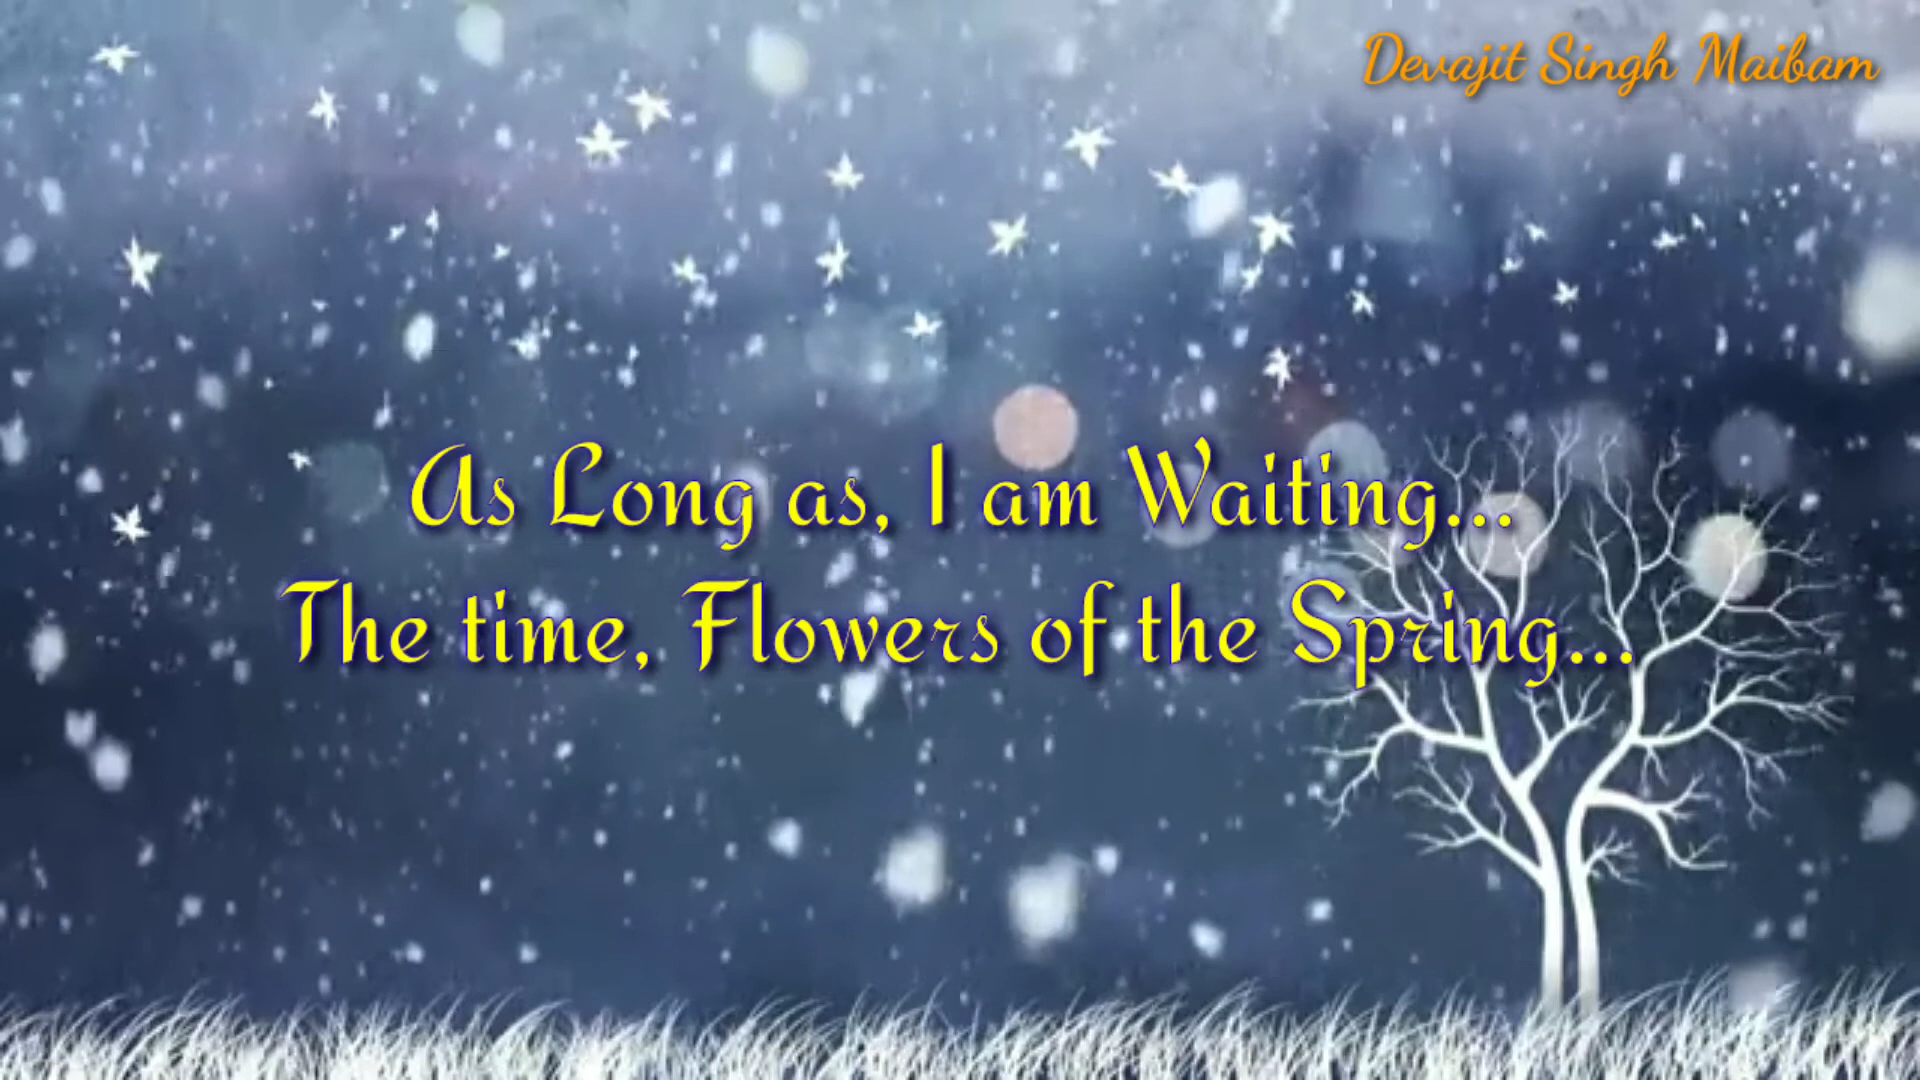 Devajit Singh Maibam
As Long as, I am Waiting...
The time, Flowers of the Spring...